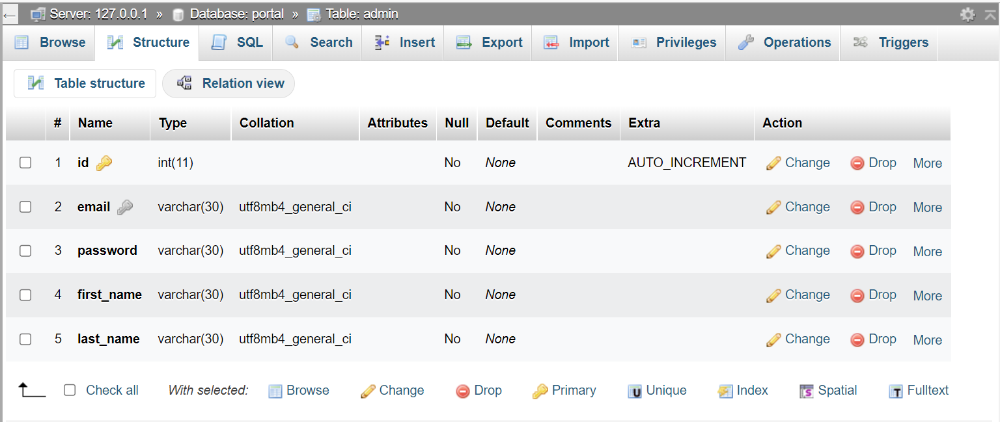 Server: 127.0.0.1 » Database: portal » Table: admin
Browse Structure SQL Search Insert Export Import Privileges Operations Triggers
Table structure Relation view
# Name Type Collation Attributes Null Default Comments Extra Action
1 id int(11) No None AUTO_INCREMENT Change Drop More
2 email varchar(30) utf8mb4_general_ci No None Change Drop More
3 password varchar(30) utf8mb4_general_ci No None Change Drop More
4 first_name varchar(30) utf8mb4_general_ci No None Change Drop More
5 last_name varchar(30) utf8mb4_general_ci No None Change Drop More
Check all With selected: Browse Change Drop Primary Unique Index Spatial Fulltext